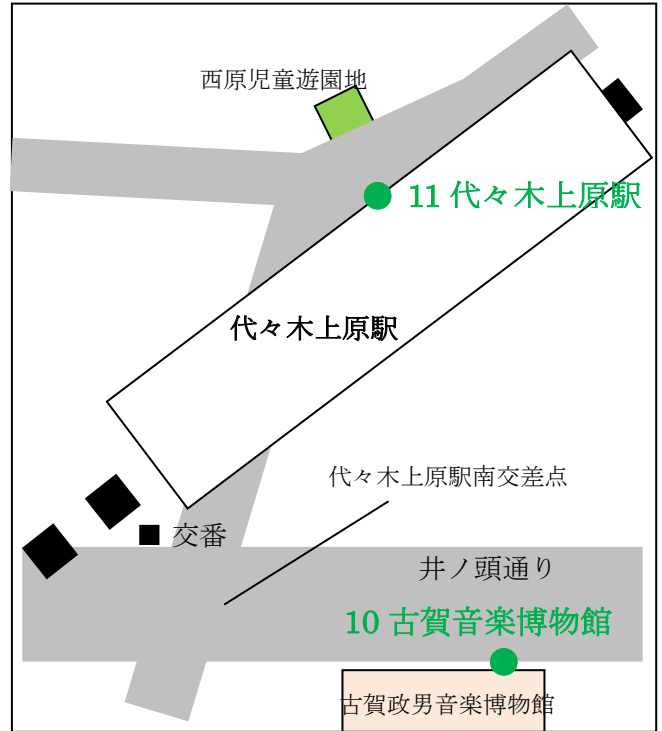 西原児童遊園地
11 代々木上原駅
代々木上原駅
代々木上原駅南交差点
交番
井ノ頭通り
10 古賀音楽博物館
古賀政男音楽博物館